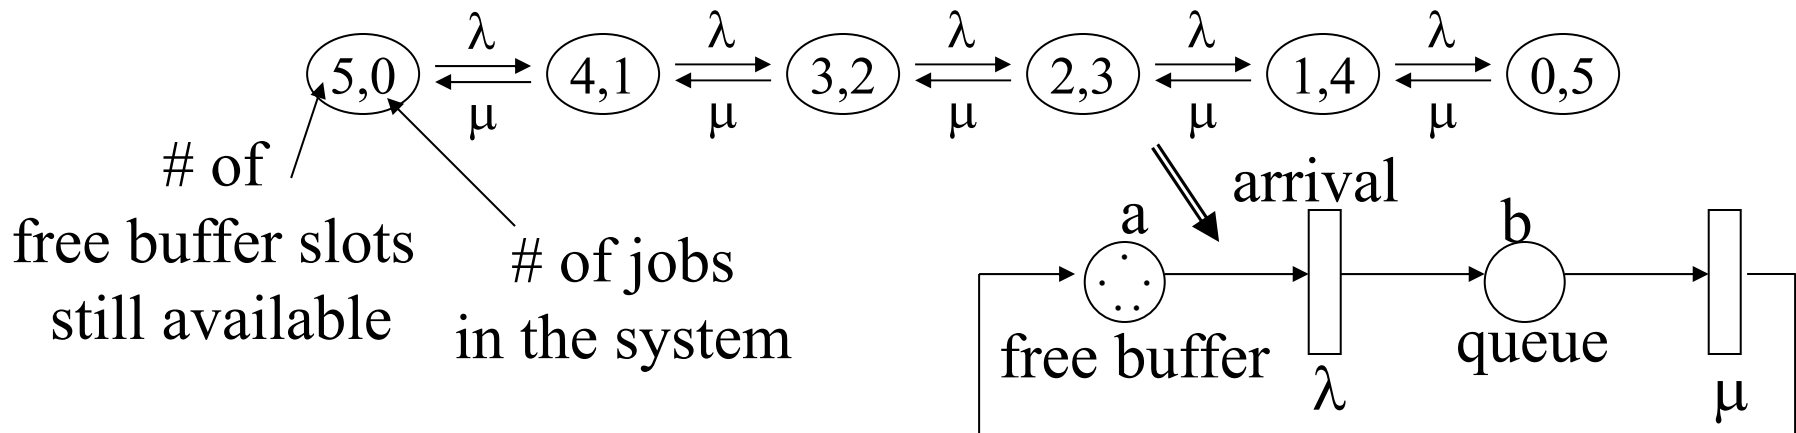 λ λ λ λ λ
5,0 4,1 3,2 2,3 1,4 0,5
μ μ μ μ μ
# of
free buffer slots
still available
# of jobs
in the system
arrival
a b
free buffer
queue
λ μ